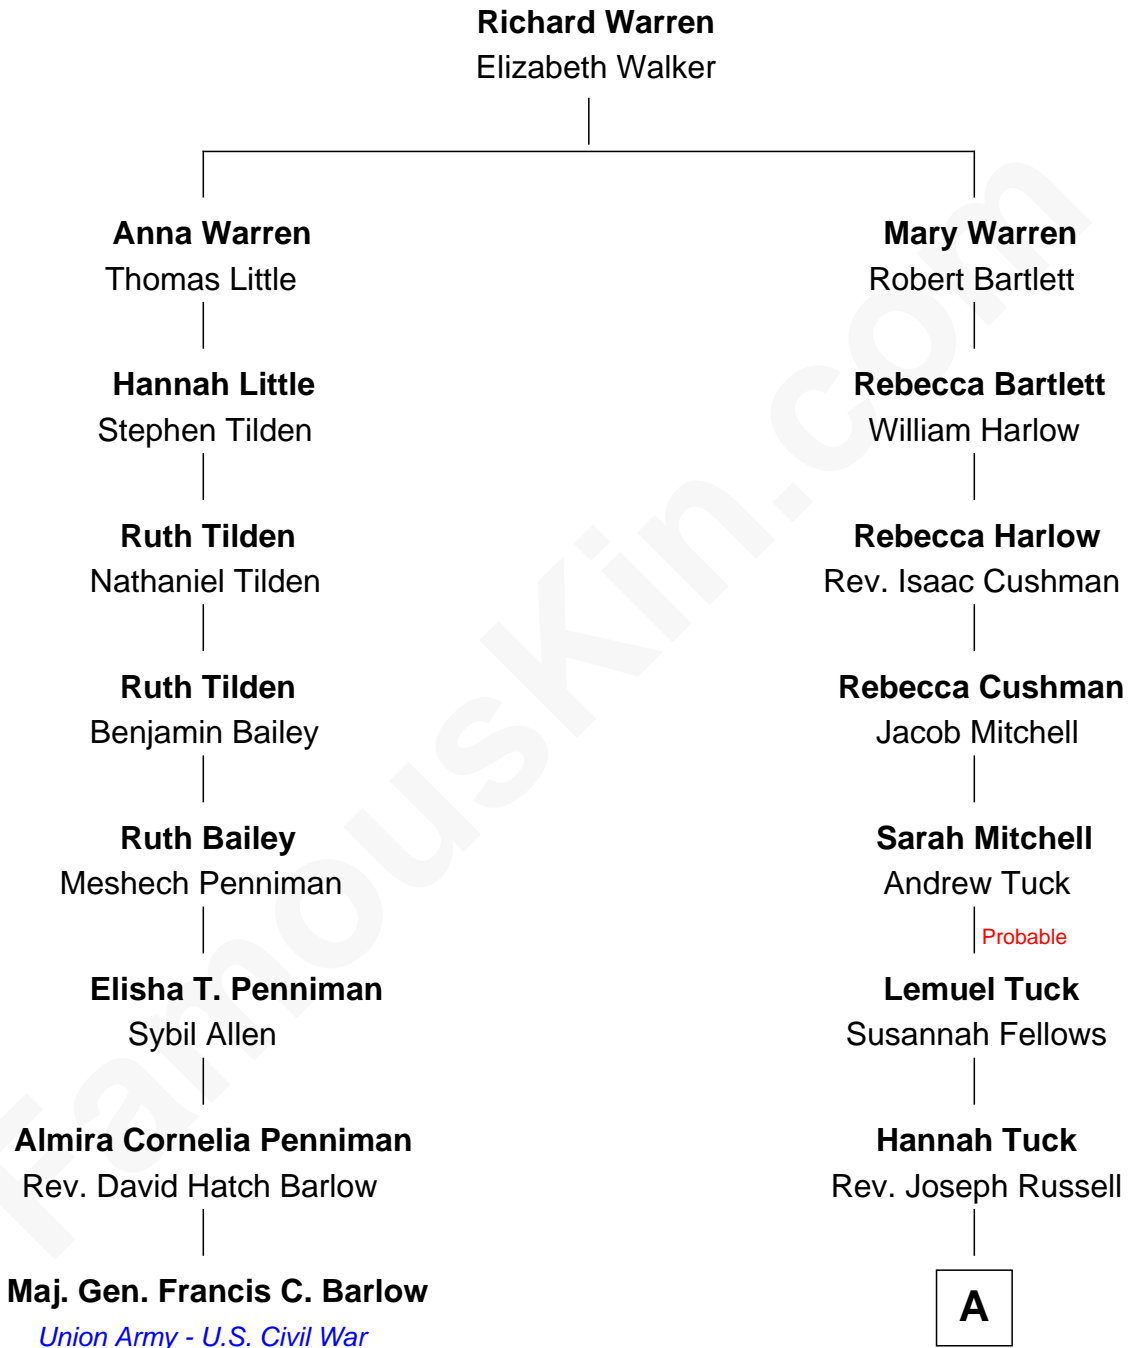 Richard Warren
Elizabeth Walker
Anna Warren
Thomas Little
Hannah Little
Stephen Tilden
Ruth Tilden
Nathaniel Tilden
Ruth Tilden
Benjamin Bailey
Ruth Bailey
Meshech Penniman
Elisha T. Penniman
Sybil Allen
Almira Cornelia Penniman
Rev. David Hatch Barlow
Maj. Gen. Francis C. Barlow
Union Army - U.S. Civil War
Mary Warren
Robert Bartlett
Rebecca Bartlett
William Harlow
Rebecca Harlow
Rev. Isaac Cushman
Rebecca Cushman
Jacob Mitchell
Sarah Mitchell
Andrew Tuck
Probable
Lemuel Tuck
Susannah Fellows
Hannah Tuck
Rev. Joseph Russell
A
FamousKin.com